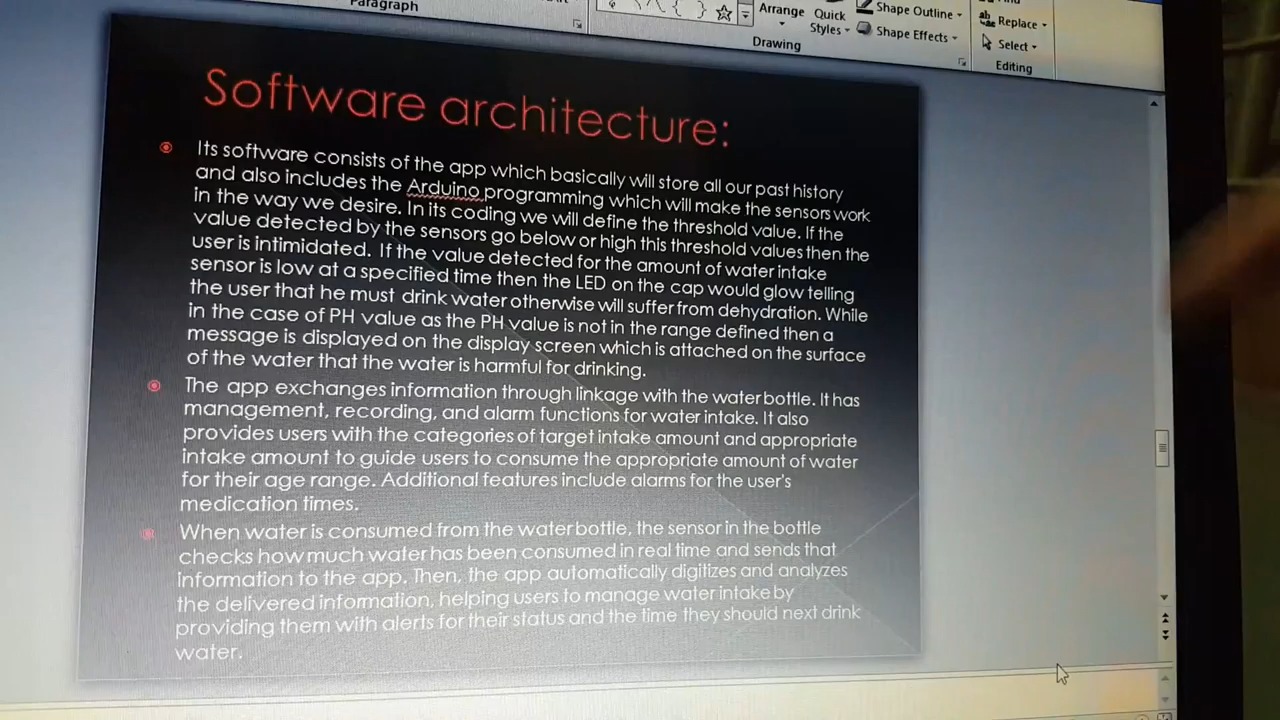 Paragraph
Arrange
Quick
Styles
Drawing
Shape Outline
Shape Effects
Replace
Select
Editing
Software architecture:
Its software consists of the app which basically will store all our past history
and also includes the Arduino programming which will make the sensors work
in the way we desire. In its coding we will define the threshold value. If the
value detected by the sensors go below or high this threshold values then the
user is intimidated. If the value detected for the amount of water intake
sensor is low at a specified time then the LED on the cap would glow telling
the user that he must drink water otherwise will suffer from dehydration. While
in the case of PH value as the PH value is not in the range defined then a
message is displayed on the display screen which is attached on the surface
of the water that the water is harmful for drinking.
The app exchanges information through linkage with the water bottle. It has
management, recording, and alarm functions for water intake. It also
provides users with the categories of target intake amount and appropriate
intake amount to guide users to consume the appropriate amount of water
for their age range. Additional features include alarms for the user's
medication times.
When water is consumed from the water bottle, the sensor in the bottle
checks how much water has been consumed in real time and sends that
information to the app. Then, the app automatically digitizes and analyzes
the delivered information, helping users to manage water intake by
providing them with alerts for their status and the time they should next drink
water.